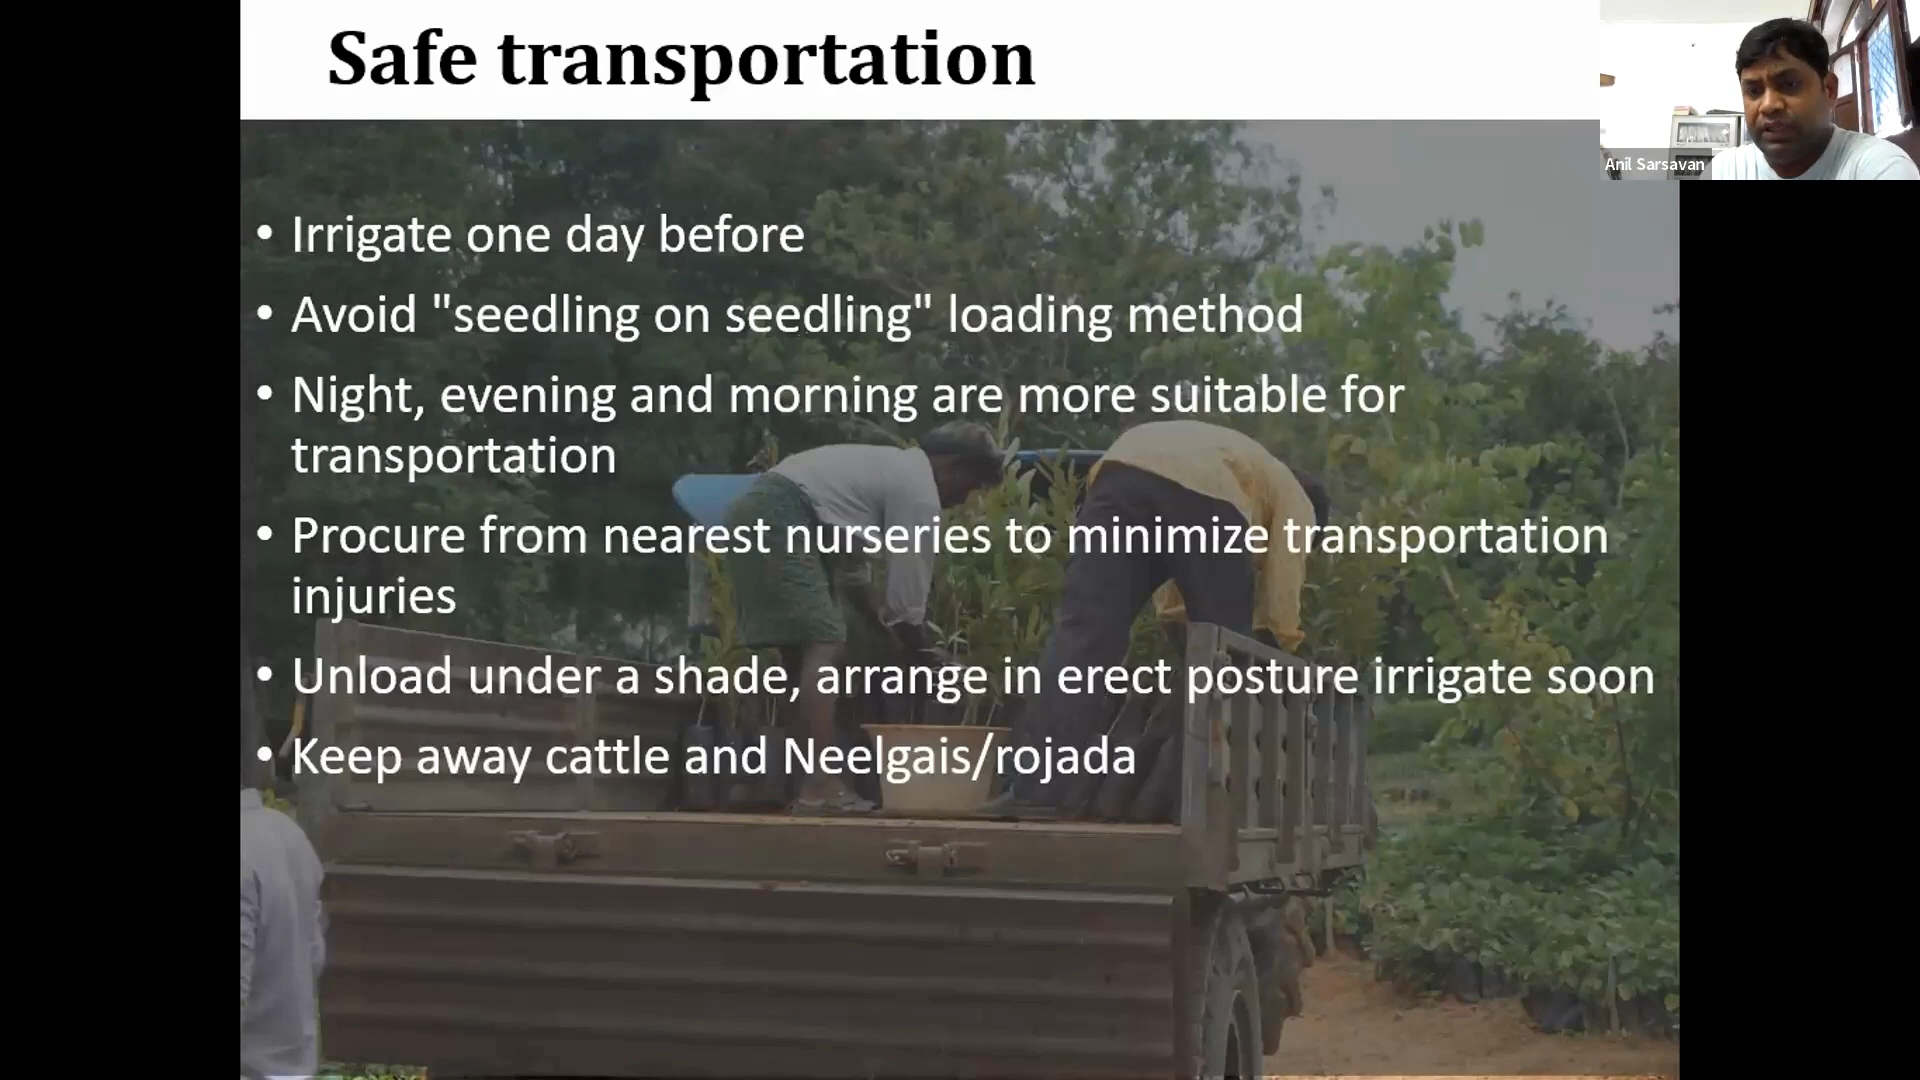 Safe transportation
Anil Sarsavan
• Irrigate one day before
• Avoid "seedling on seedling" loading method
• Night, evening and morning are more suitable for
transportation
• Procure from nearest nurseries to minimize transportation
injuries
• Unload under a shade, arrange in erect posture irrigate soon
• Keep away cattle and Neelgais/rojada